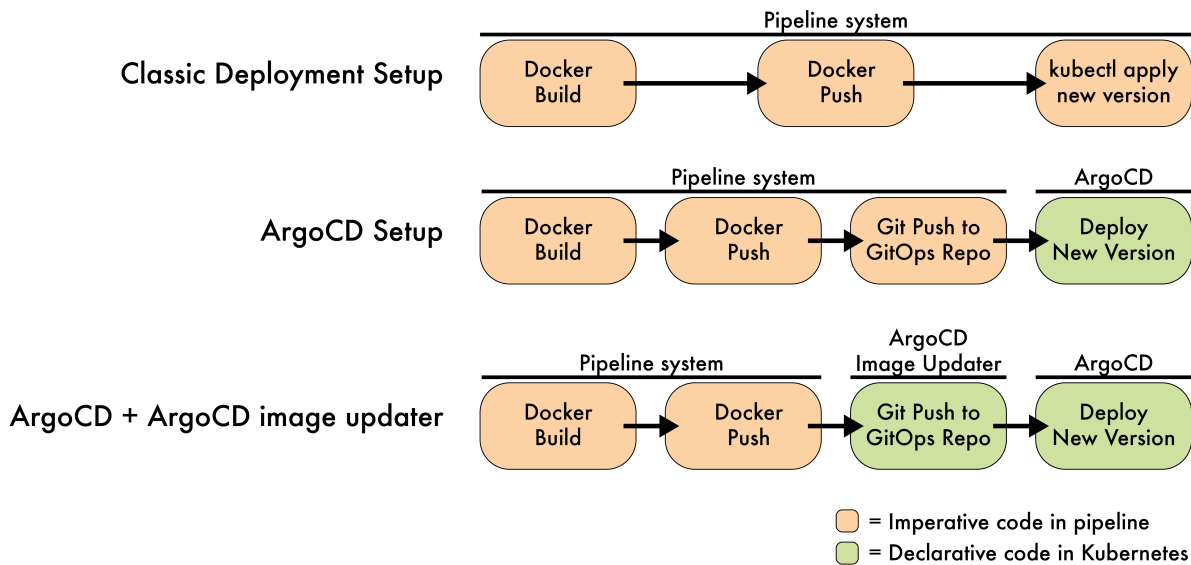 Pipeline system
Classic Deployment Setup
Docker
Build
Docker
Push
kubectl apply
new version
Pipeline system
ArgoCD
ArgoCD Setup
Docker
Build
Docker
Push
Git Push to
GitOps Repo
Deploy
New Version
Pipeline system
ArgoCD
Image Updater
ArgoCD
ArgoCD + ArgoCD image updater
Docker
Build
Docker
Push
Git Push to
GitOps Repo
Deploy
New Version
= Imperative code in pipeline
= Declarative code in Kubernetes